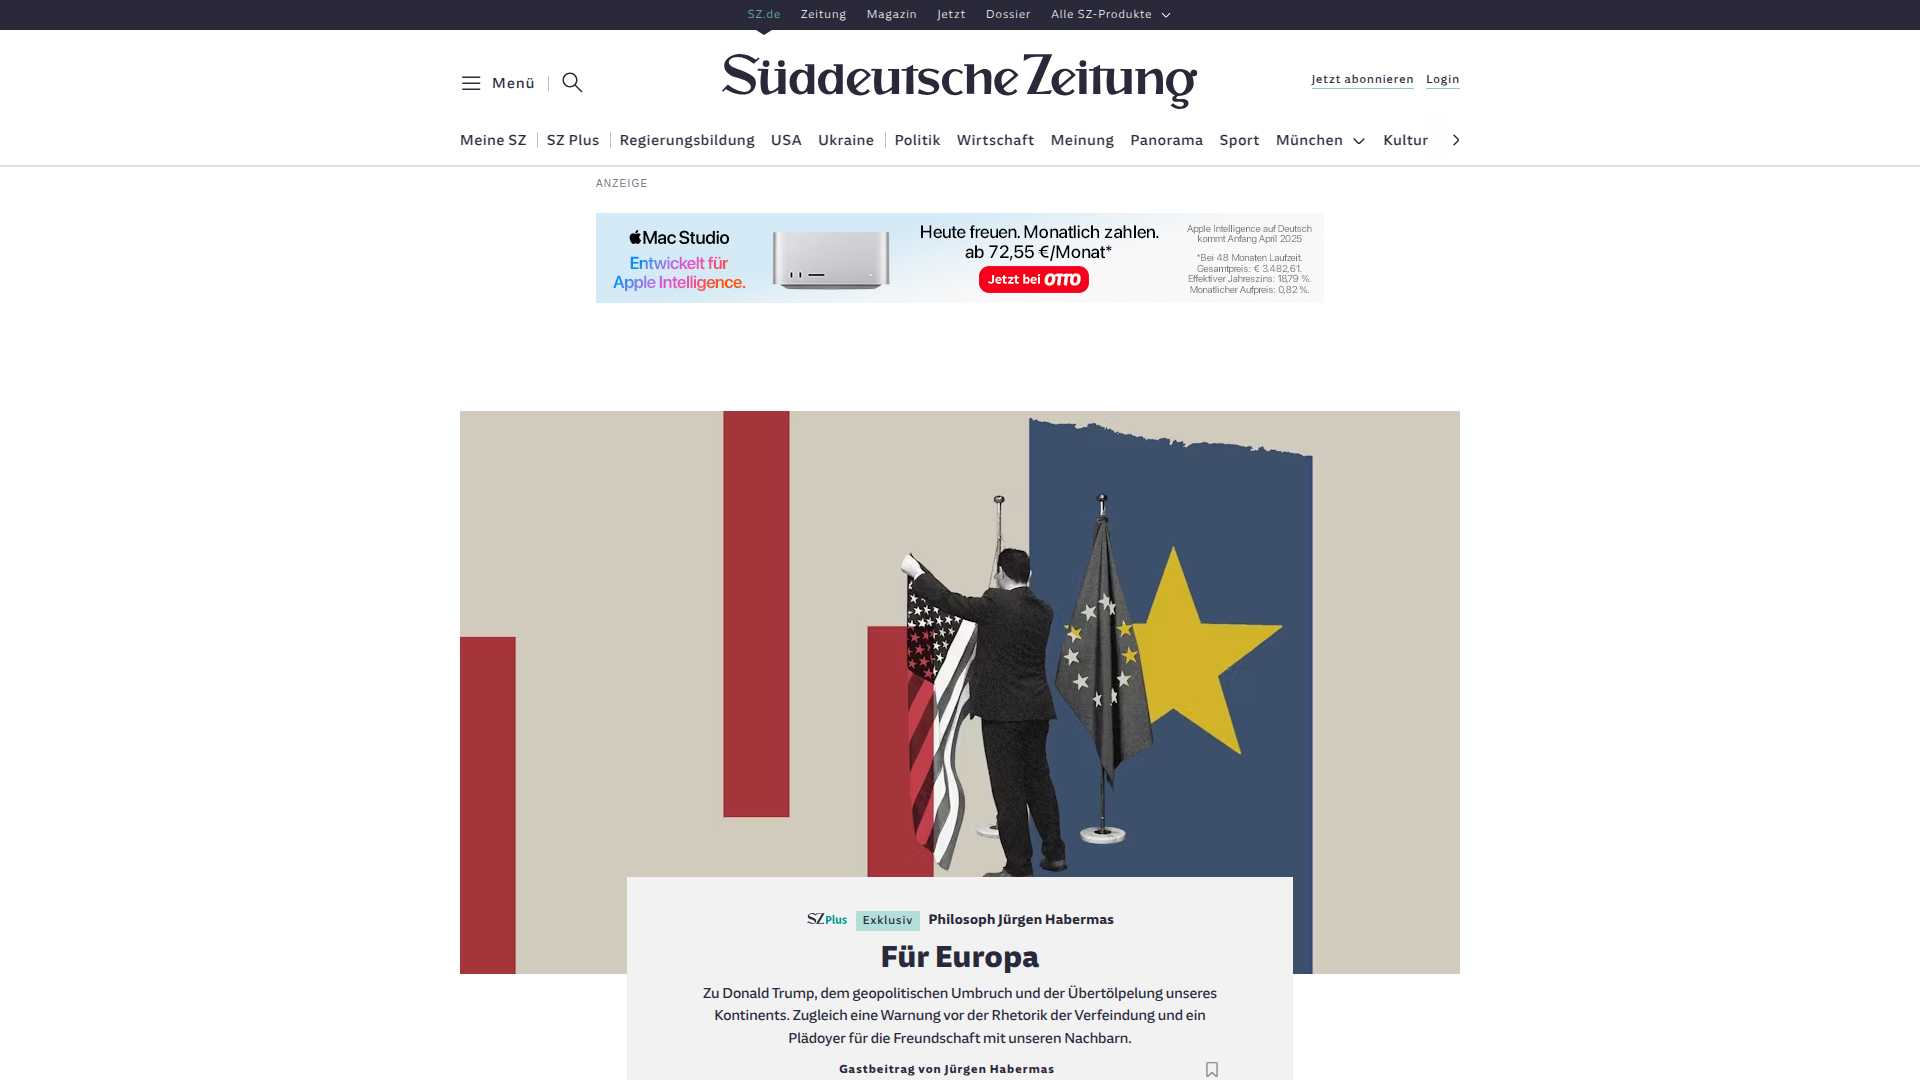 SZ.de Zeitung Magazin Jetzt Dossier Alle SZ-Produkte
Menü
Süddeutsche Zeitung
Jetzt abonnieren Login
Meine SZ SZ Plus Regierungsbildung USA Ukraine Politik Wirtschaft Meinung Panorama Sport München Kultur
ANZEIGE
Mac Studio
Entwickelt für
Apple Intelligence.
Heute freuen. Monatlich zahlen.
ab 72,55 €/Monat*
Jetzt bei OTTO
Apple Intelligence auf Deutsch
kommt Anfang April 2025
*Bei 48 Monaten Laufzeit.
Gesamtpreis: € 3.482,61.
Effektiver Jahreszins: 18,79 %.
Monatlicher Aufpreis: 0,82 %.
SZ Plus Exklusiv Philosoph Jürgen Habermas
Für Europa
Zu Donald Trump, dem geopolitischen Umbruch und der Übertölpelung unseres
Kontinents. Zugleich eine Warnung vor der Rhetorik der Verfeindung und ein
Plädoyer für die Freundschaft mit unseren Nachbarn.
Gastbeitrag von Jürgen Habermas